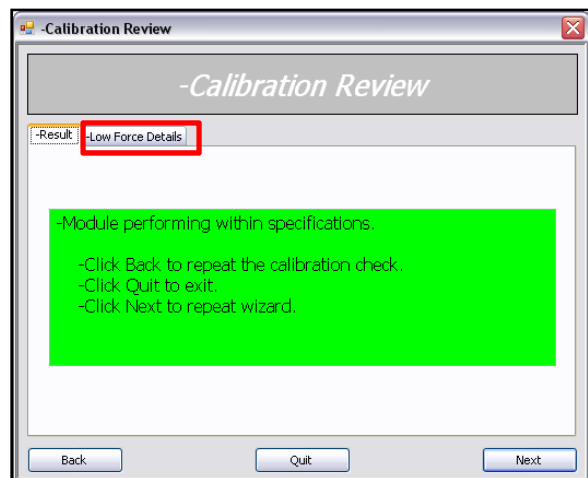 -Calibration Review
-Calibration Review
-Result -Low Force Details
-Module performing within specifications.
-Click Back to repeat the calibration check.
-Click Quit to exit.
-Click Next to repeat wizard.
Back Quit Next